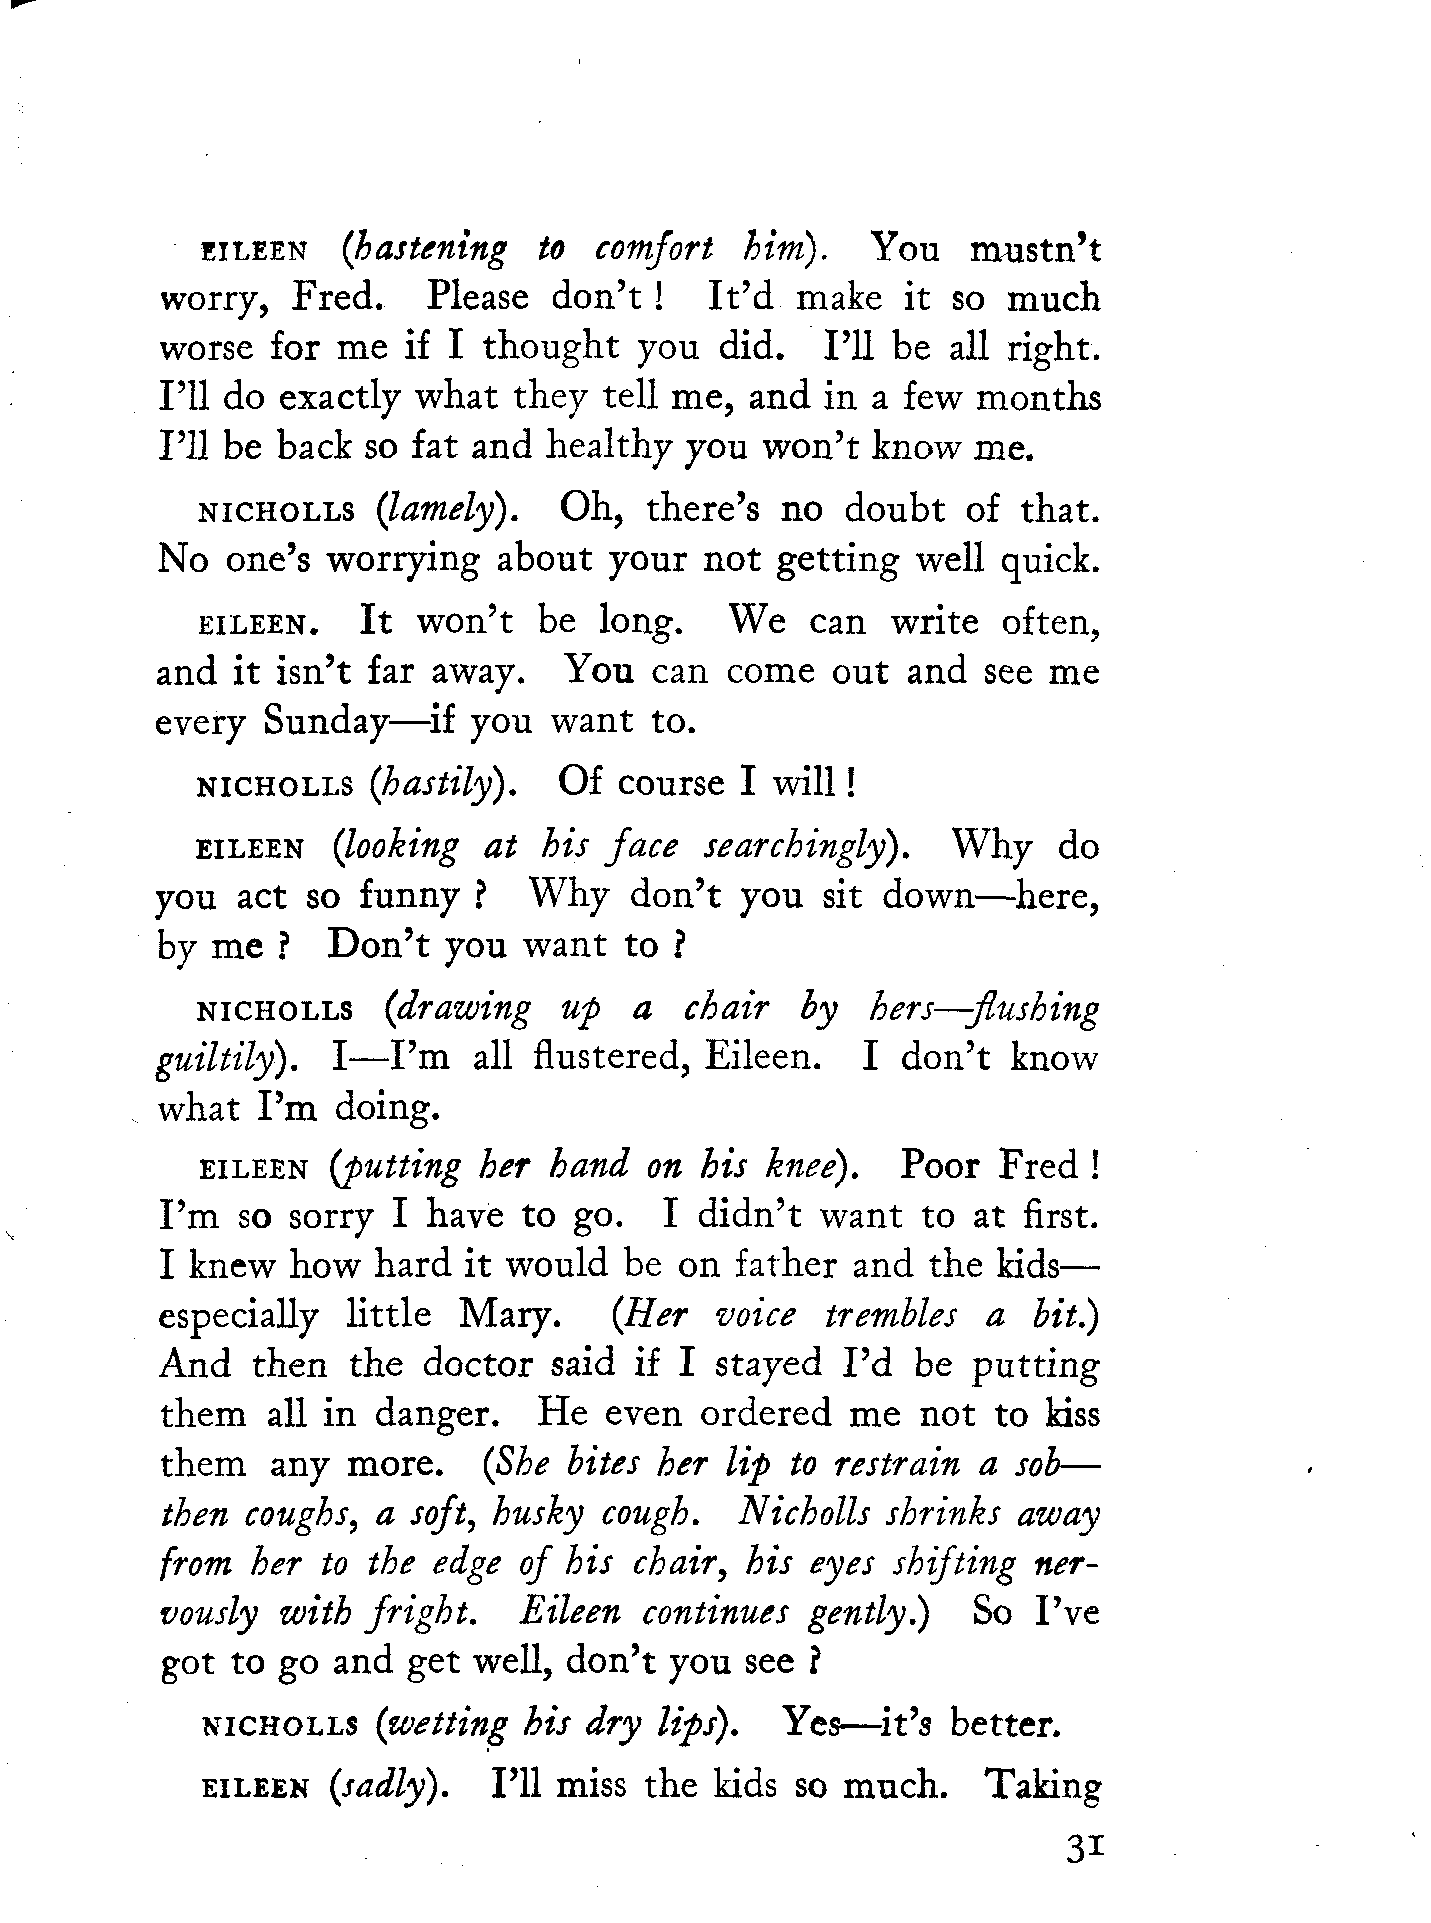 EILEEN (hastening to comfort him). You mustn't
worry, Fred. Please don't ! It'd make it so much
worse for me if I thought you did. I'll be all right.
I'll do exactly what they tell me, and in a few months
I'll be back so fat and healthy you won't know me.
NICHOLLS (lamely). Oh, there's no doubt of that.
No one's worrying about your not getting well quick.
EILEEN. It won't be long. We can write often,
and it isn't far away. You can come out and see me
every Sunday—if you want to.
NICHOLLS (hastily). Of course I will !
EILEEN (looking at his face searchingly). Why do
you act so funny ? Why don't you sit down—here,
by me ? Don't you want to ?
NICHOLLS (drawing up a chair by hers—flushing
guiltily). I—I'm all flustered, Eileen. I don't know
what I'm doing.
EILEEN (putting her hand on his knee). Poor Fred !
I'm so sorry I have to go. I didn't want to at first.
I knew how hard it would be on father and the kids—
especially little Mary. (Her voice trembles a bit.)
And then the doctor said if I stayed I'd be putting
them all in danger. He even ordered me not to kiss
them any more. (She bites her lip to restrain a sob—
then coughs, a soft, husky cough. Nicholls shrinks away
from her to the edge of his chair, his eyes shifting ner-
vously with fright. Eileen continues gently.) So I've
got to go and get well, don't you see ?
NICHOLLS (wetting his dry lips). Yes—it's better.
EILEEN (sadly). I'll miss the kids so much. Taking
31